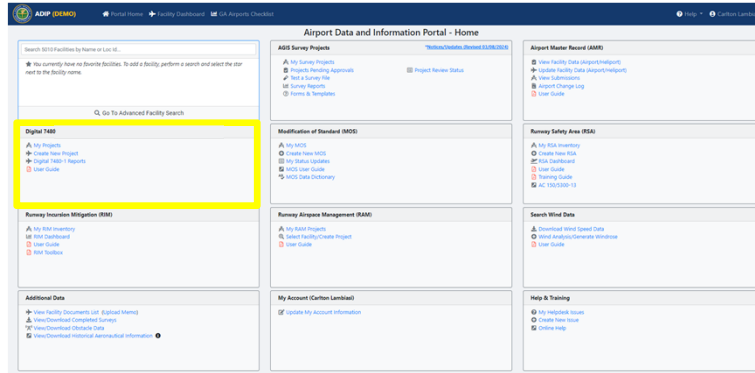 ADIP (DEMO) Portal Home Facility Dashboard GA Airports Checklist Help Carlton Lambi
Airport Data and Information Portal - Home
Search 5010 Facilities by Name or Loc Id...
You currently have no favorite facilities. To add a facility, perform a search and select the star
next to the facility name.
Go To Advanced Facility Search
AGIS Survey Projects *Notices/Updates (Revised 03/08/2024)
My Survey Projects
Projects Pending Approvals Project Review Status
Test a Survey File
Survey Reports
Forms & Templates
Airport Master Record (AMR)
View Facility Data (Airport/Heliport)
Update Facility Data (Airport/Heliport)
View Submissions
Airport Change Log
User Guide
Digital 7480
My Projects
Create New Project
Digital 7480-1 Reports
User Guide
Modification of Standard (MOS)
My MOS
Create New MOS
My Status Updates
MOS User Guide
MOS Data Dictionary
Runway Safety Area (RSA)
My RSA Inventory
Create New RSA
RSA Dashboard
User Guide
Training Guide
AC 150/5300-13
Runway Incursion Mitigation (RIM)
My RIM Inventory
RIM Dashboard
User Guide
RIM Toolbox
Runway Airspace Management (RAM)
My RAM Projects
Select Facility/Create Project
User Guide
Search Wind Data
Download Wind Speed Data
Wind Analysis/Generate Windrose
User Guide
Additional Data
View Facility Documents List (Upload Memo)
View/Download Completed Surveys
View/Download Obstacle Data
View/Download Historical Aeronautical Information
My Account (Carlton Lambiasi)
Update My Account Information
Help & Training
My Helpdesk Issues
Create New Issue
Online Help